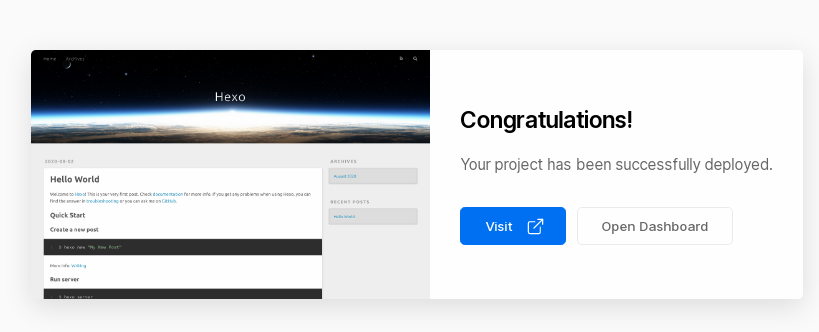 Home Archives
Hexo
2020-08-02
Hello World
Welcome to Hexo! This is your very first post. Check documentation for more info. If you get any problems when using Hexo, you can
find the answer in troubleshooting or you can ask me on GitHub.
Quick Start
Create a new post
1 $ hexo new "My New Post"
More info: Writing
Run server
1 $ hexo server
ARCHIVES
August 2020
RECENT POSTS
Hello World
Congratulations!
Your project has been successfully deployed.
Visit
Open Dashboard